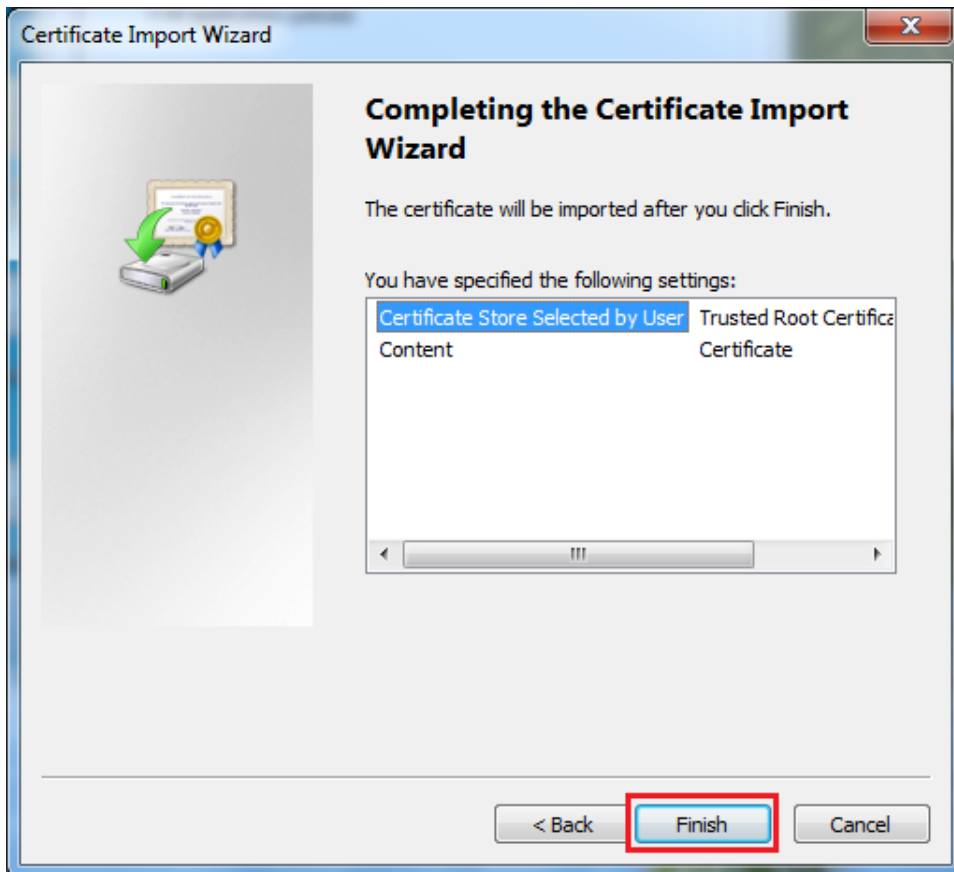 Certificate Import Wizard
X
Completing the Certificate Import
Wizard
The certificate will be imported after you click Finish.
You have specified the following settings:
Certificate Store Selected by User Trusted Root Certifica
Content Certificate
< Back Finish Cancel